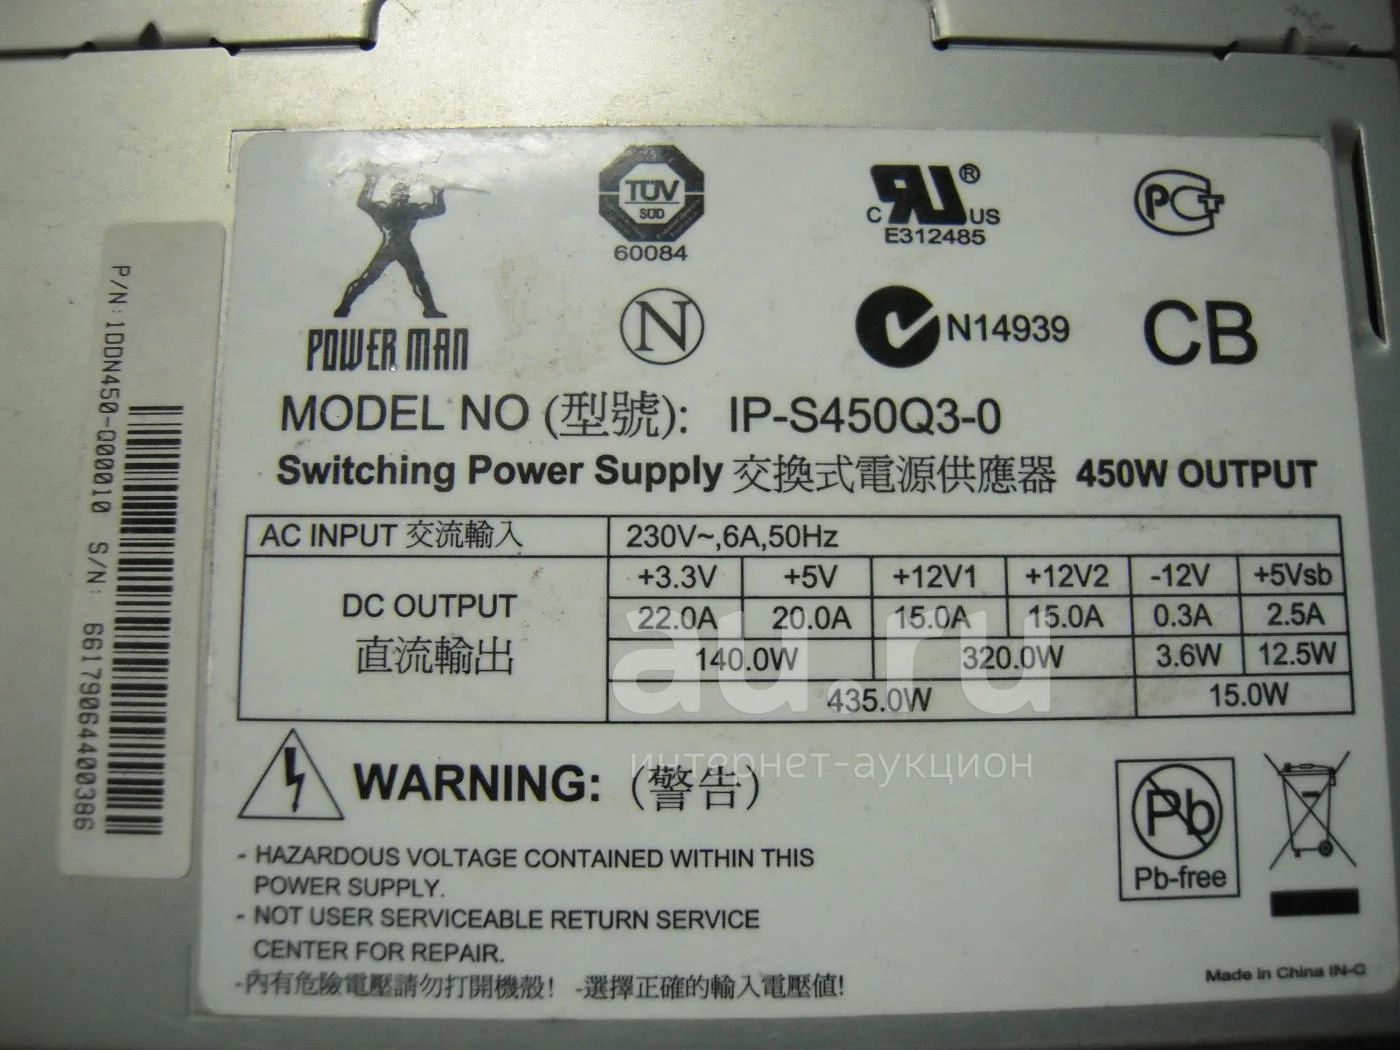 P/N:1DDN450-Q00010 S/N: 66179064400386
TÜV
SÜD
60084
C RU ® US
E312485
PCT
POWER MAN
N
N14939
CB
MODEL NO (型號): IP-S450Q3-0
Switching Power Supply 交換式電源供應器 450W OUTPUT
AC INPUT 交流輸入 230V~,6A,50Hz
DC OUTPUT
直流輸出
+3.3V +5V +12V1 +12V2 -12V +5Vsb
22.0A 20.0A 15.0A 15.0A 0.3A 2.5A
140.0W 320.0W 3.6W 12.5W
435.0W 15.0W
au.ru
интернет-аукцион
WARNING: (警告)
- HAZARDOUS VOLTAGE CONTAINED WITHIN THIS
POWER SUPPLY.
- NOT USER SERVICEABLE RETURN SERVICE
CENTER FOR REPAIR.
-內有危險電壓請勿打開機殼! -選擇正確的輸入電壓値!
Pb
Pb-free
Made in China IN-G